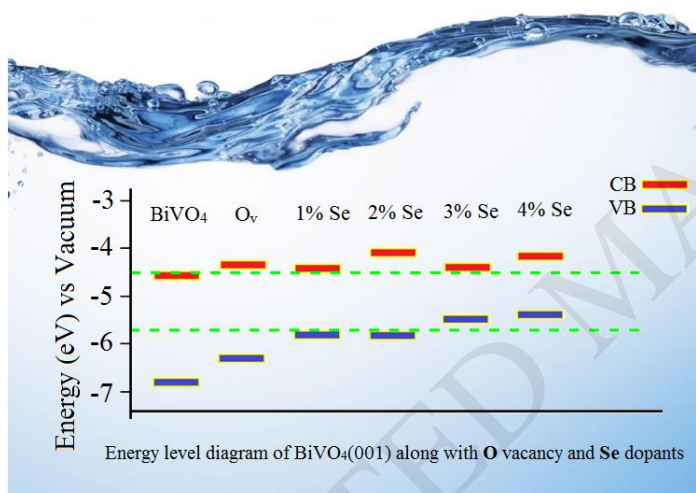 CB
VB
BiVO₄ Oᵥ 1% Se 2% Se 3% Se 4% Se
Energy (eV) vs Vacuum
-3
-4
-5
-6
-7
Energy level diagram of BiVO₄(001) along with O vacancy and Se dopants